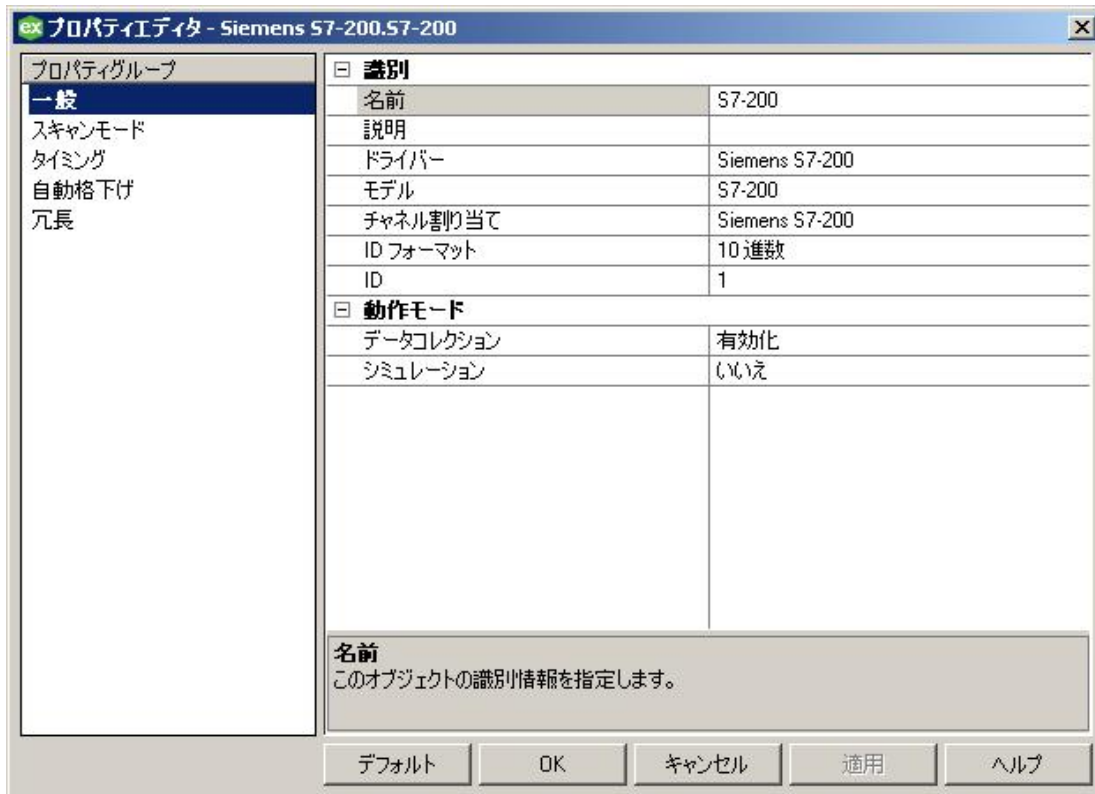 ex プロパティエディタ - Siemens S7-200.S7-200
プロパティグループ
一般
スキャンモード
タイミング
自動格下げ
冗長
識別
名前 S7-200
説明
ドライバー Siemens S7-200
モデル S7-200
チャネル割り当て Siemens S7-200
ID フォーマット 10 進数
ID 1
動作モード
データコレクション 有効化
シミュレーション いいえ
名前
このオブジェクトの識別情報を指定します。
デフォルト OK キャンセル 適用 ヘルプ